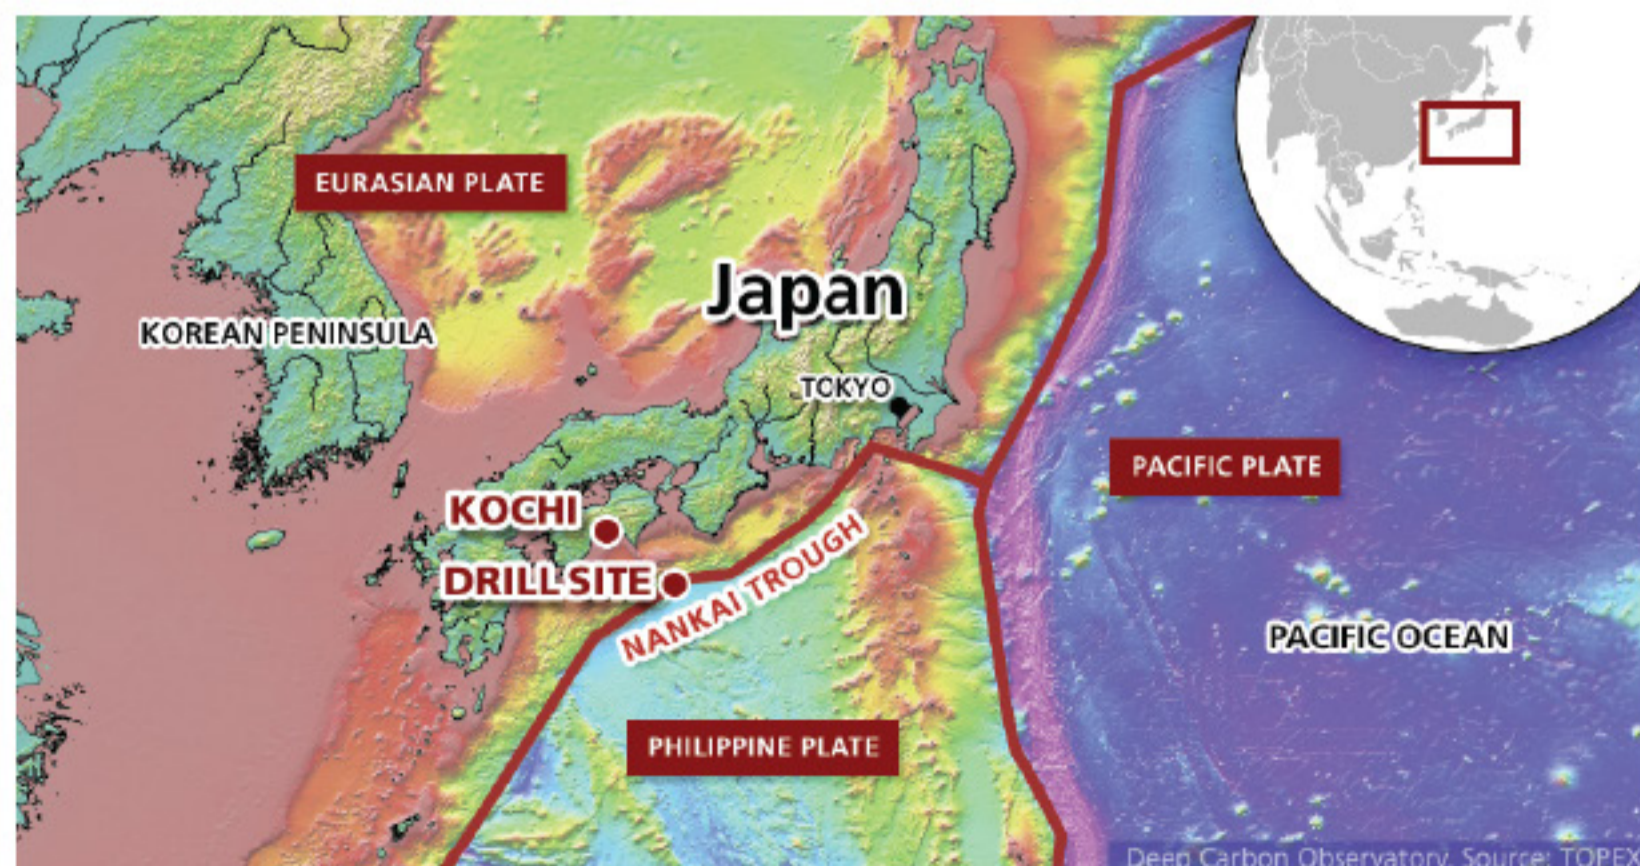 EURASIAN PLATE
Japan
KOREAN PENINSULA
TOKYO
PACIFIC PLATE
KOCHI
DRILL SITE
NANKAI TROUGH
PACIFIC OCEAN
PHILIPPINE PLATE
Deep Carbon Observatory Source: TOPEX